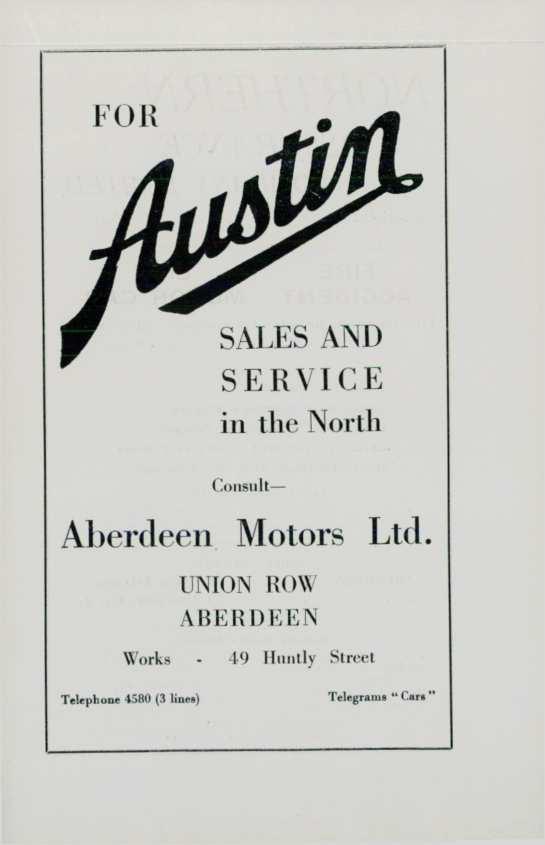 FOR
Austin
SALES AND
SERVICE
in the North
Consult—
Aberdeen Motors Ltd.
UNION ROW
ABERDEEN
Works - 49 Huntly Street
Telephone 4580 (3 lines) Telegrams "Cars"